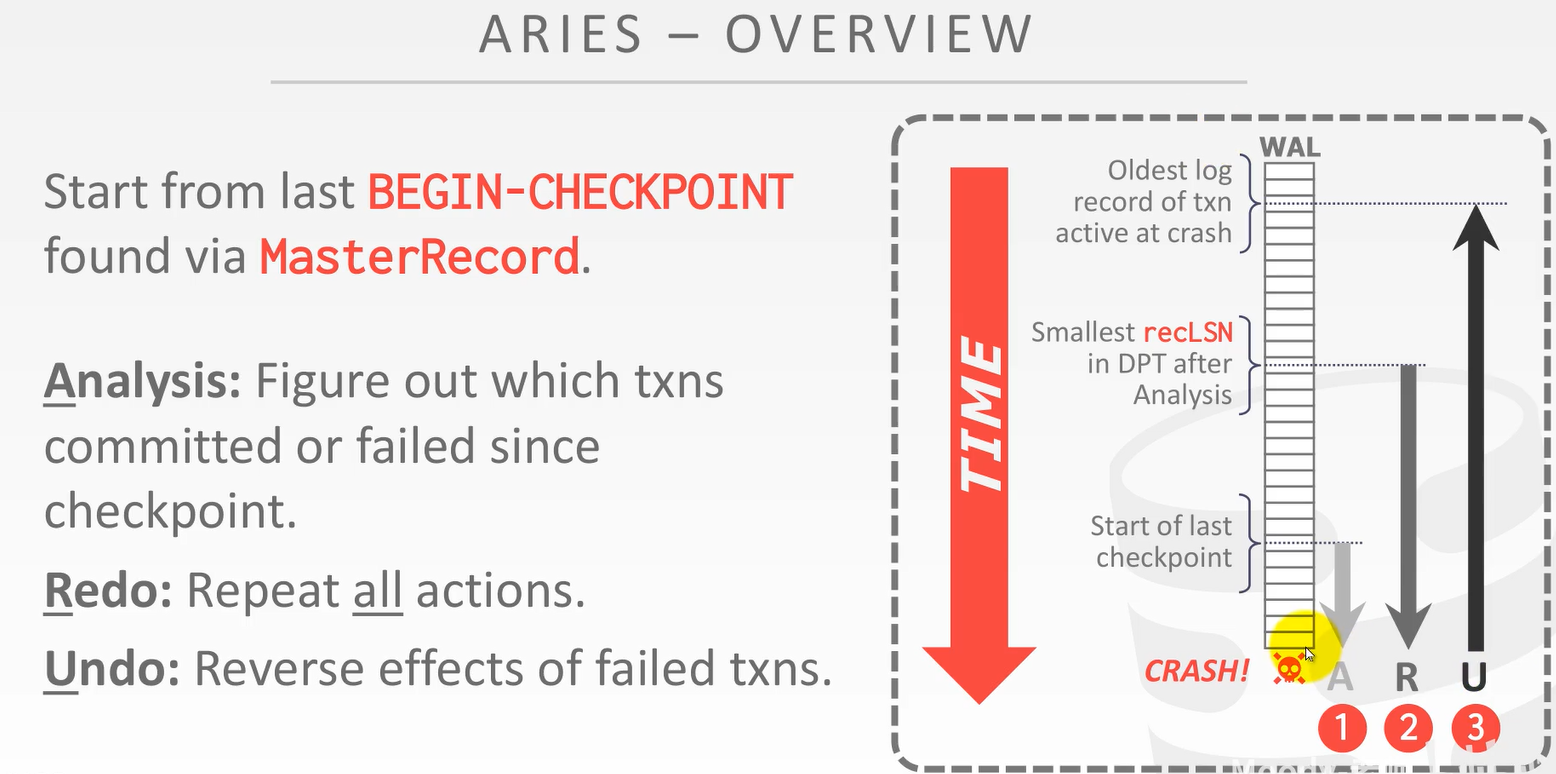 ARIES – OVERVIEW
Start from last BEGIN-CHECKPOINT
found via MasterRecord.
Analysis: Figure out which txns
committed or failed since
checkpoint.
Redo: Repeat all actions.
Undo: Reverse effects of failed txns.
TIME
WAL
Oldest log
record of txn
active at crash
Smallest recLSN
in DPT after
Analysis
Start of last
checkpoint
CRASH!
A R U
1 2 3